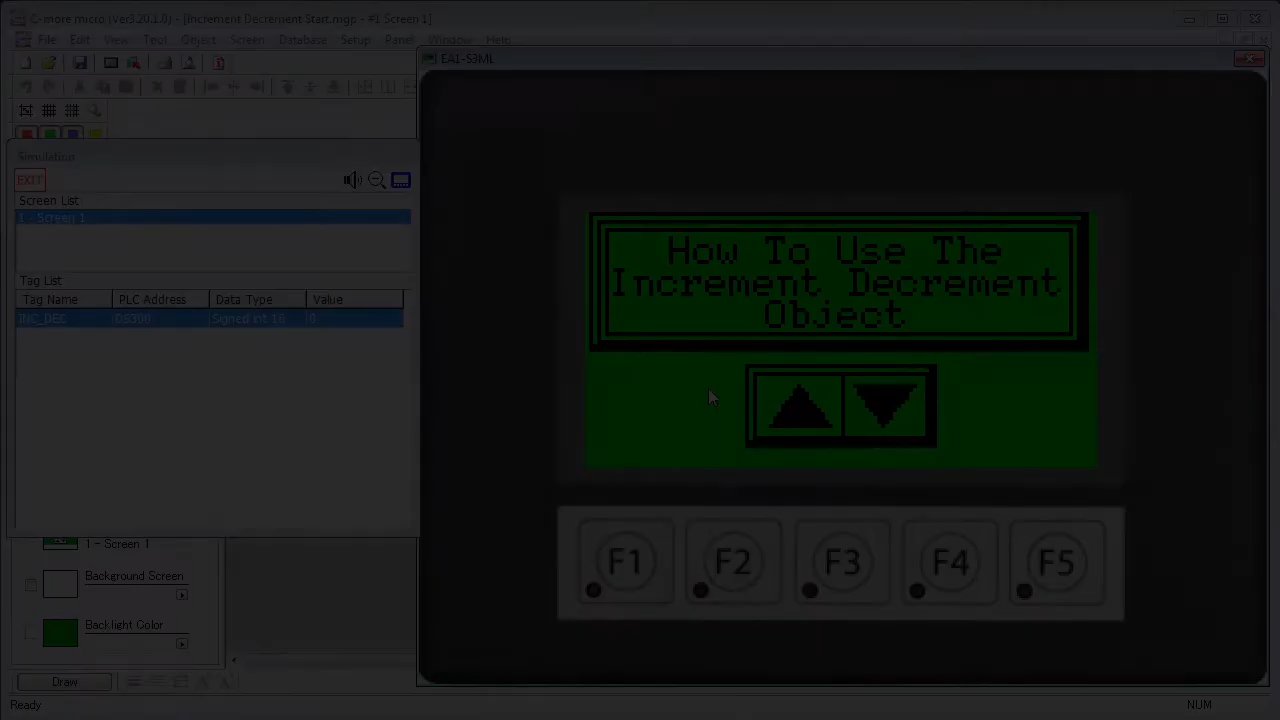 C-more micro (Ver3.20.1.0) - [Increment Decrement Start.mgp - #1 Screen 1]
File Edit View Tool Object Screen Database Setup Panel Window Help
EA1-S3ML
Simulation
EXIT
Screen List
1 - Screen 1
Tag List
Tag Name PLC Address Data Type Value
INC_DEC DS300 Signed int 16 0
How To Use The
Increment Decrement
Object
F1 F2 F3 F4 F5
1 - Screen 1
Background Screen
Backlight Color
Draw
Ready
NUM